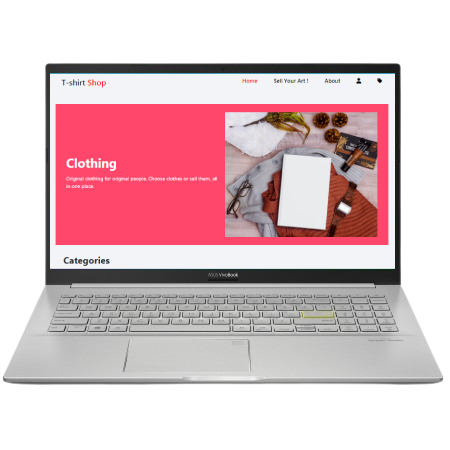 T-shirt Shop
Home Sell Your Art ! About
Clothing
Original clothing for original people. Choose clothes or sell them, all
in one place.
Categories
ASUS VivoBook